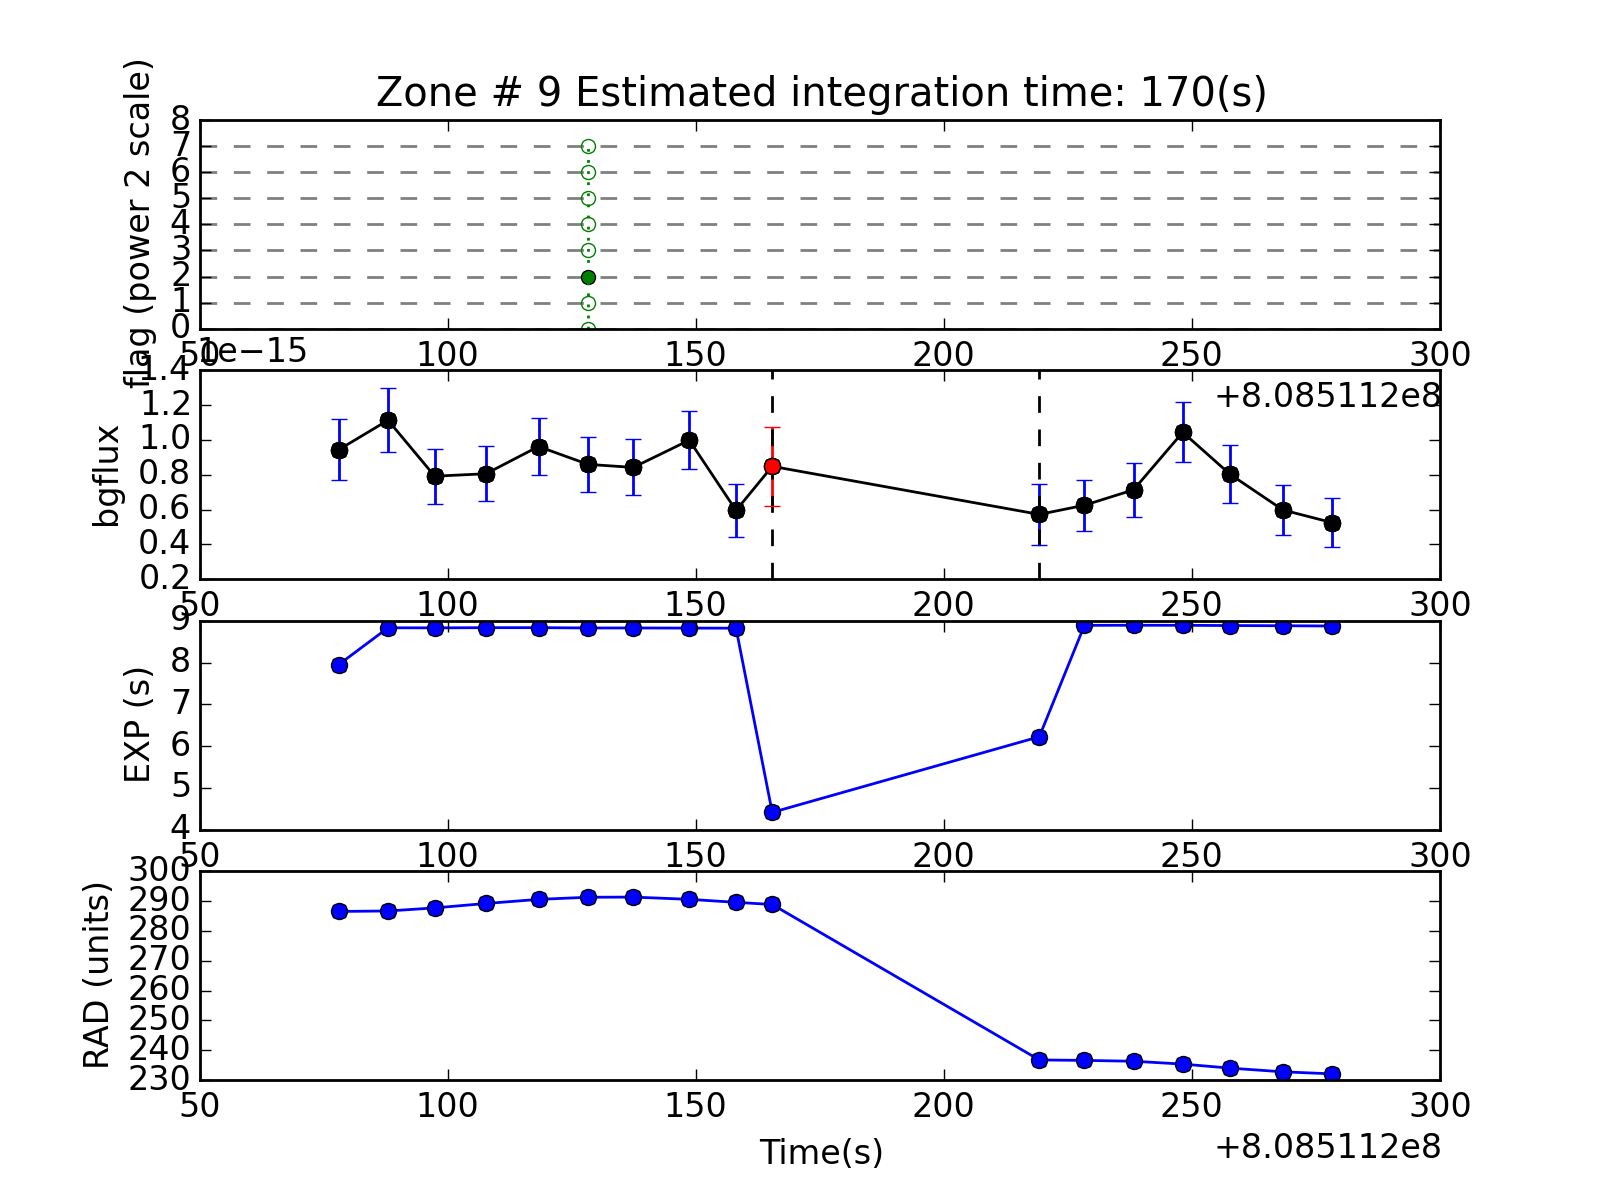 Zone # 9 Estimated integration time: 170(s)
flag (power 2 scale)
8
7
6
5
4
3
2
1
0
50 100 150 200 250 300
+8.085112e8
1e−15
bgflux
1.4
1.2
1.0
0.8
0.6
0.4
0.2
50 100 150 200 250 300
EXP (s)
9
8
7
6
5
4
50 100 150 200 250 300
RAD (units)
300
290
280
270
260
250
240
230
50 100 150 200 250 300
Time(s)
+8.085112e8